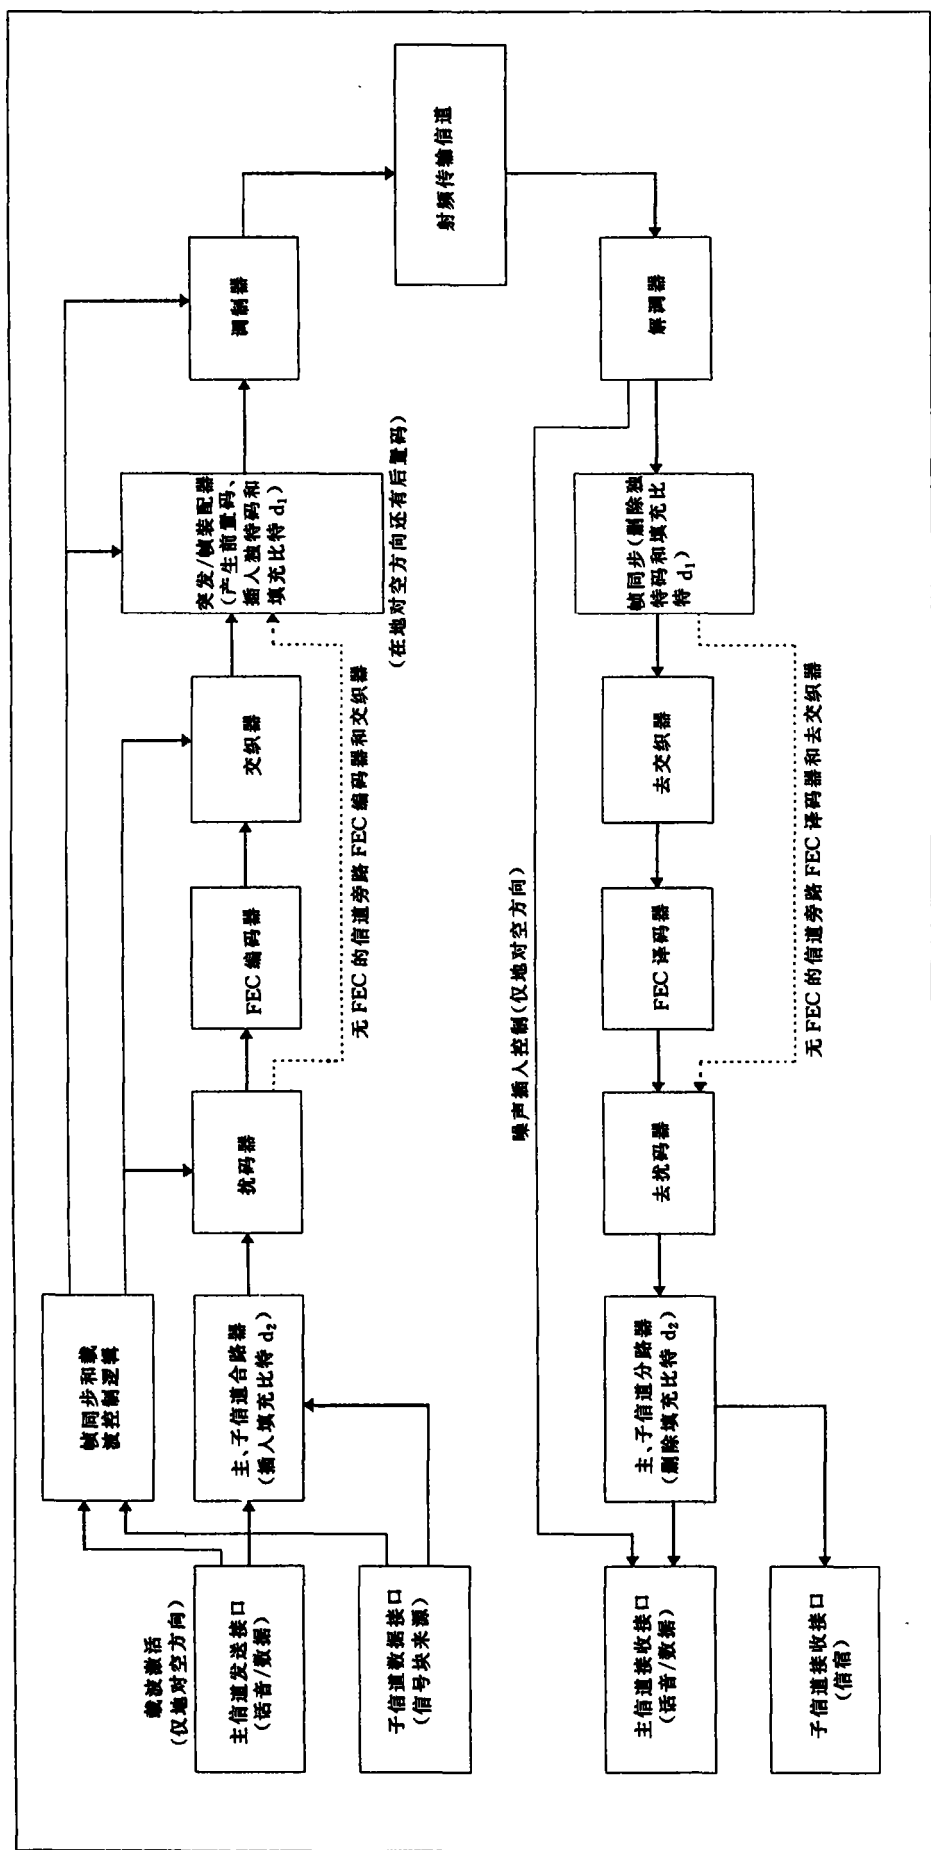 载波激活
(仅地对空方向)
主信道发送接口
(话音/数据)
子信道数据接口
(信号块来源)
帧同步和载
波控制逻辑
主、子信道合路器
(插入填充比特 d₂)
扰码器
FEC 编码器
交织器
无 FEC 的信道旁路 FEC 编码器和交织器
突发/帧装配器
(产生前置码、
插入独特码和
填充比特 d₁)
(在地对空方向还有后置码)
调制器
射频传输信道
解调器
噪声插入控制(仅地对空方向)
帧同步(删除独
特码和填充比
特 d₁)
去交织器
FEC 译码器
去扰码器
无 FEC 的信道旁路 FEC 译码器和去交织器
主、子信道分路器
(删除填充比特 d₂)
主信道接收接口
(话音/数据)
子信道接收接口
(信宿)